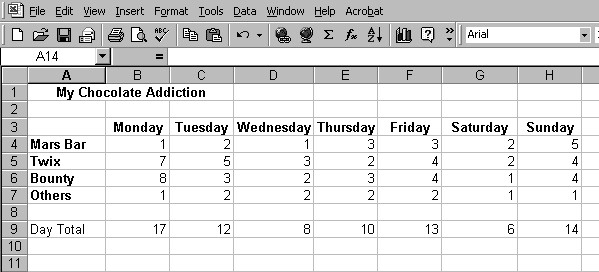 File Edit View Insert Format Tools Data Window Help Acrobat
Arial
A14 =
A B C D E F G H
1 My Chocolate Addiction
2
3 Monday Tuesday Wednesday Thursday Friday Saturday Sunday
4 Mars Bar 1 2 1 3 3 2 5
5 Twix 7 5 3 2 4 2 4
6 Bounty 8 3 2 3 4 1 4
7 Others 1 2 2 2 2 1 1
8
9 Day Total 17 12 8 10 13 6 14
10
11